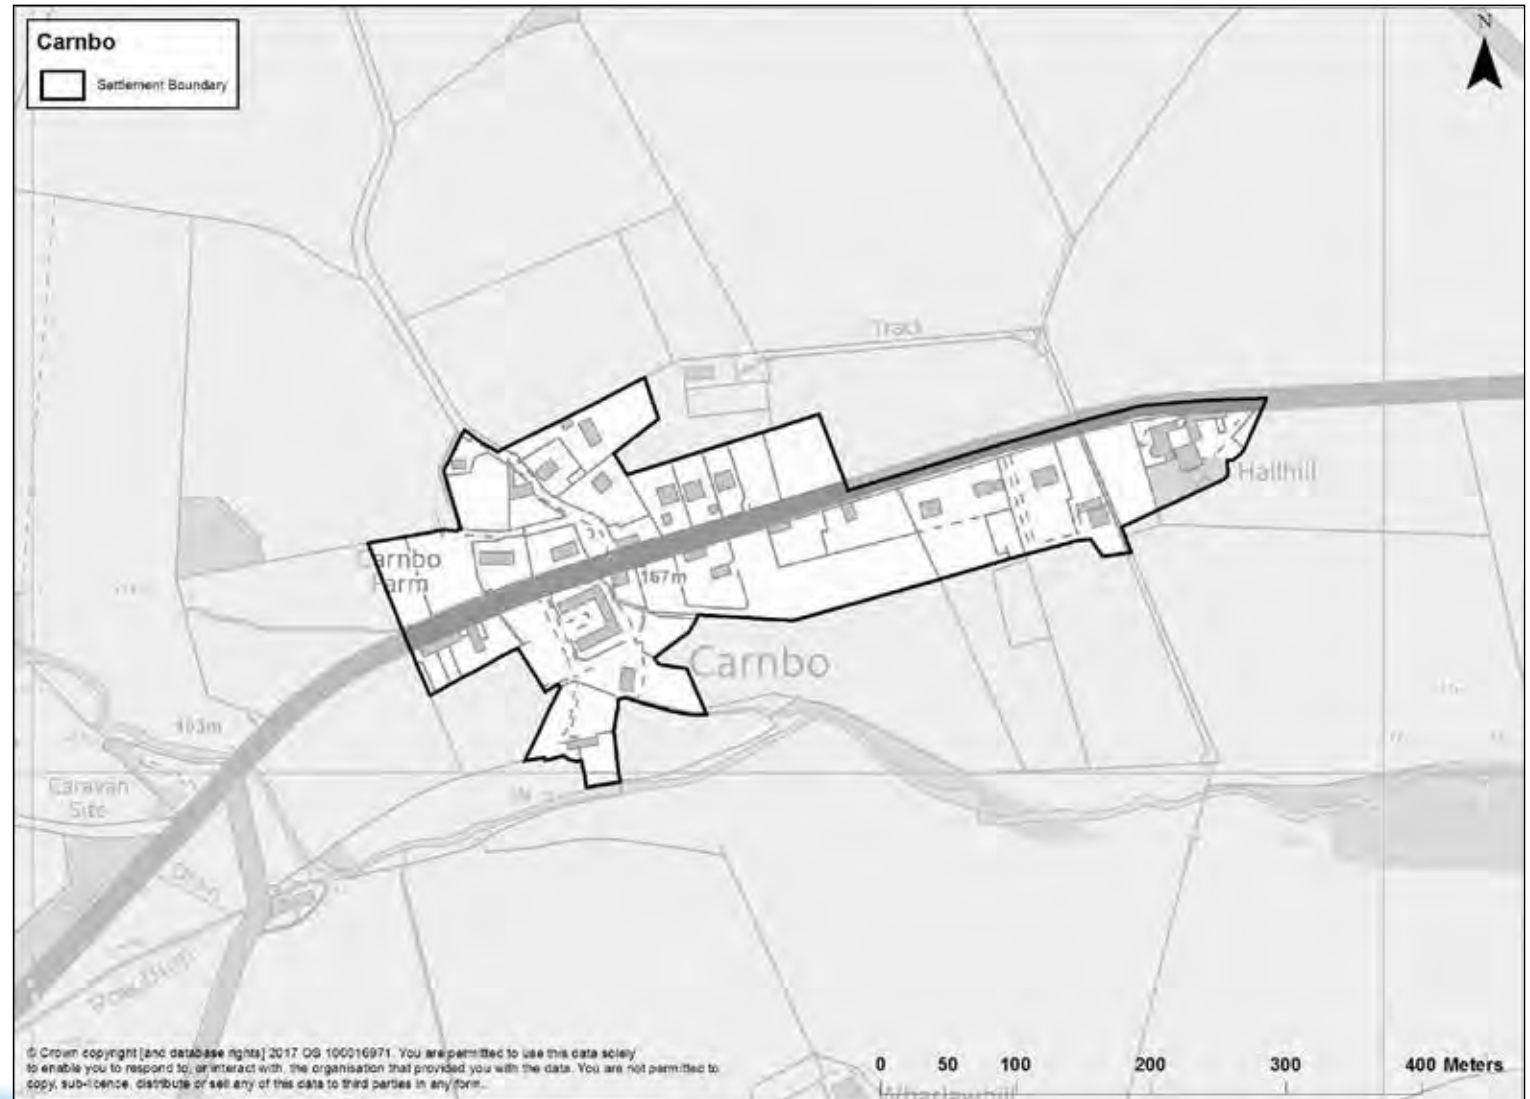 Carnbo
Settlement Boundary
N
Track
Hallhill
Carnbo
Farm
167m
Carnbo
163m
Caravan
Site
Drain
© Crown copyright [and database rights] 2017 OS 100016971. You are permitted to use this data solely
to enable you to respond to, or interact with, the organisation that provided you with the data. You are not permitted to
copy, sub-licence, distribute or sell any of this data to third parties in any form.
0 50 100 200 300 400 Meters